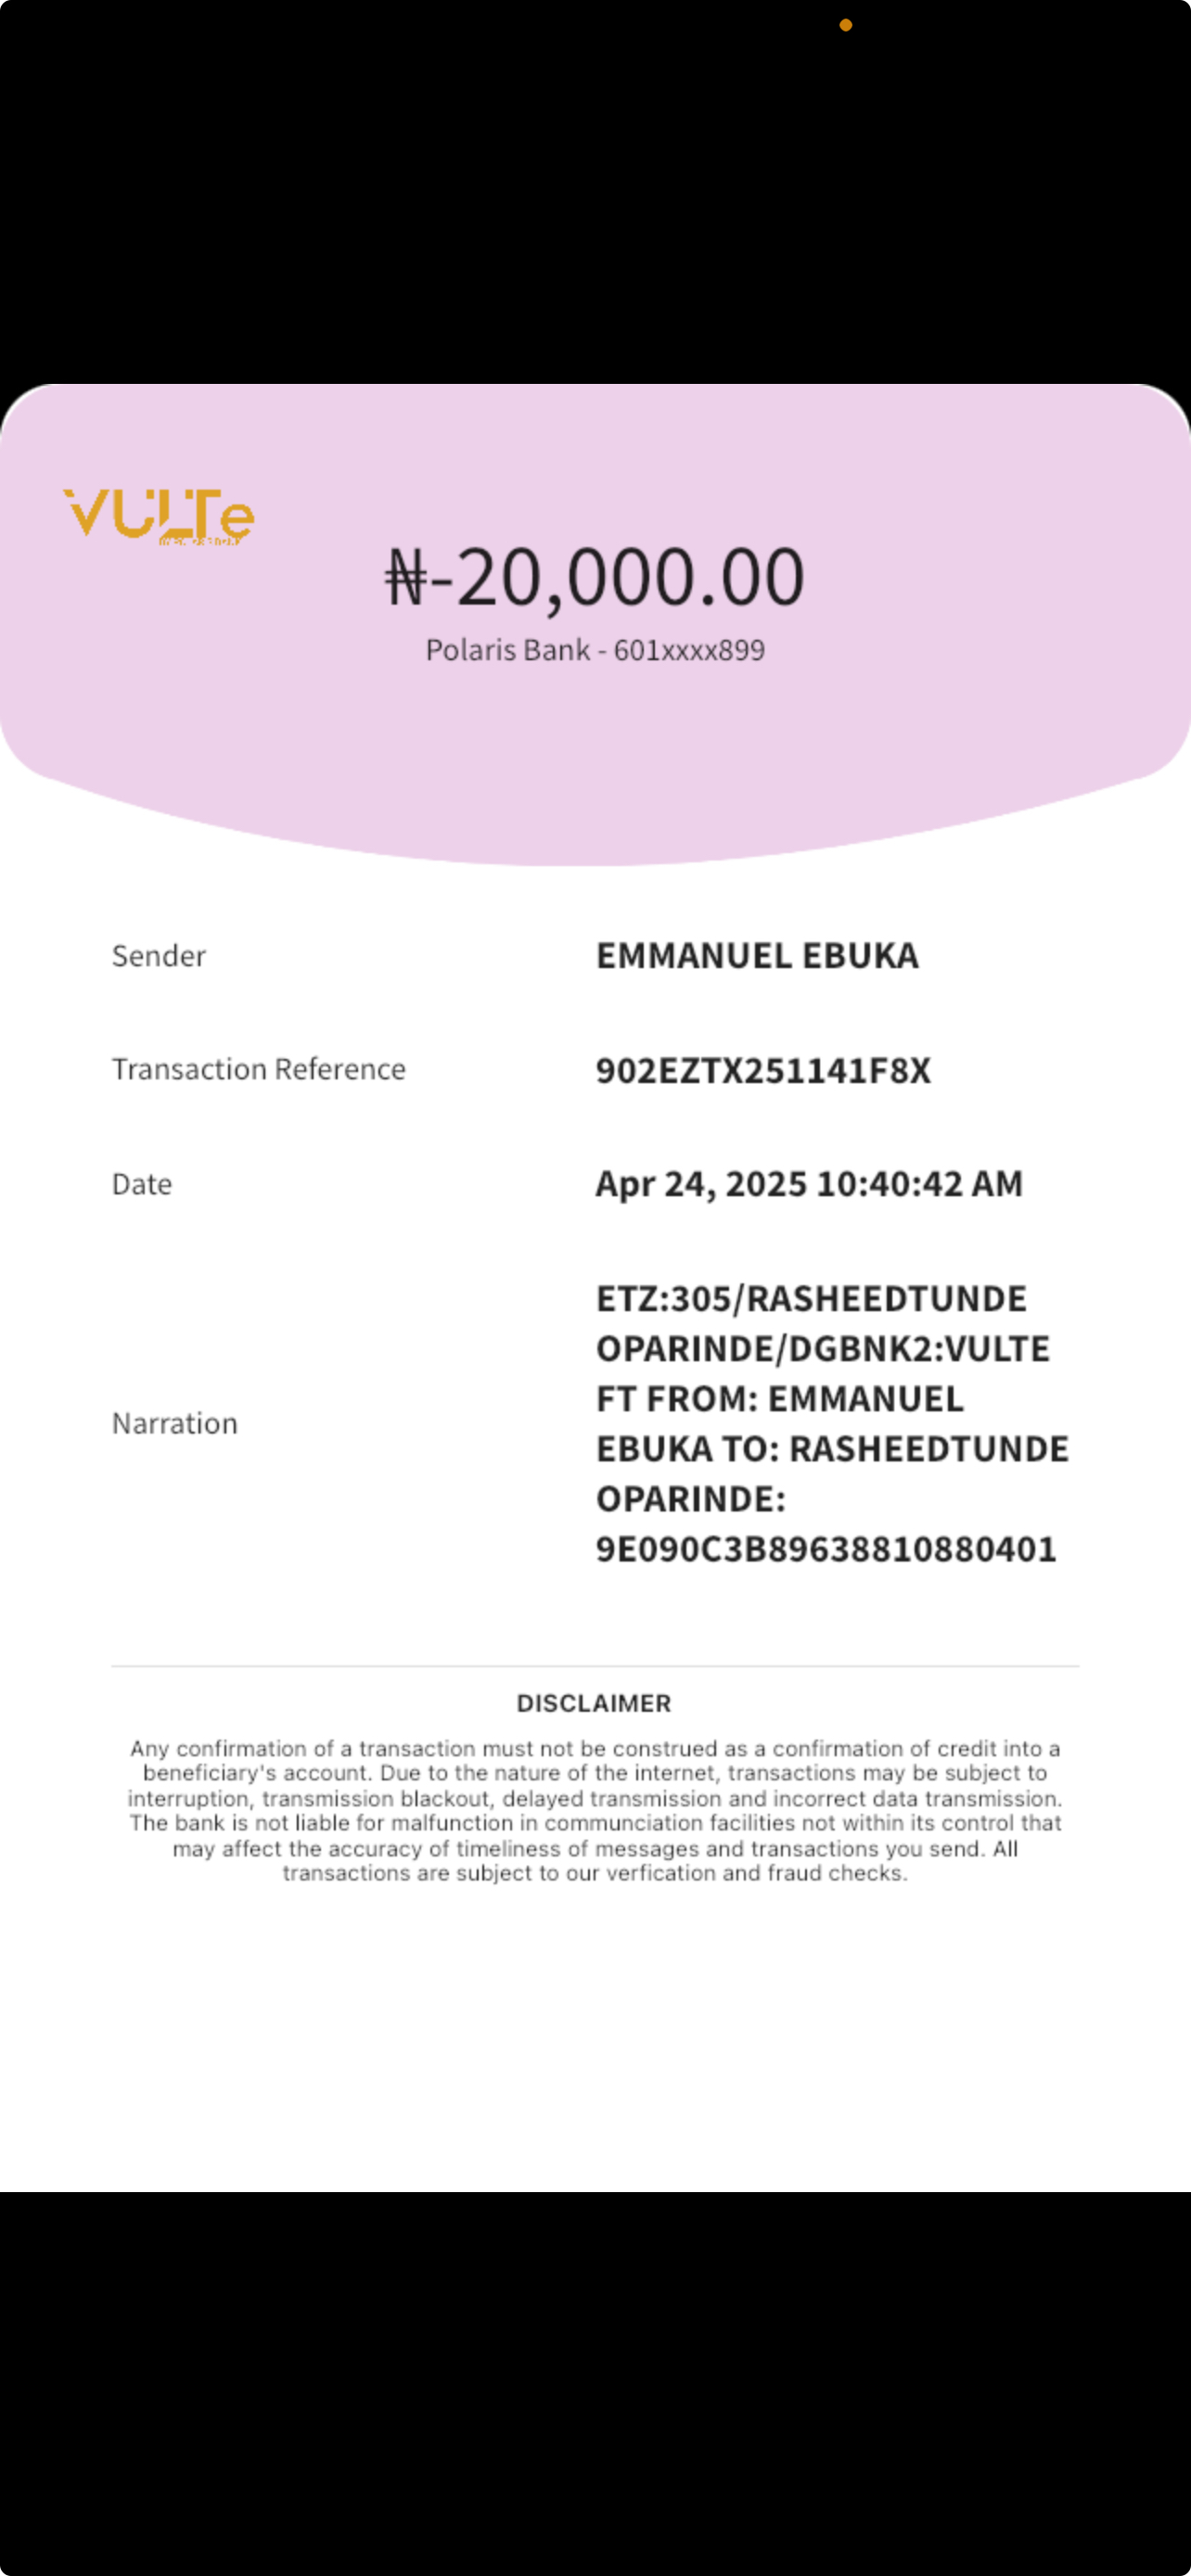 VULTe
₦-20,000.00
Polaris Bank - 601xxxx899
Sender
EMMANUEL EBUKA
Transaction Reference
902EZTX251141F8X
Date
Apr 24, 2025 10:40:42 AM
Narration
ETZ:305/RASHEEDTUNDE
OPARINDE/DGBNK2:VULTE
FT FROM: EMMANUEL
EBUKA TO: RASHEEDTUNDE
OPARINDE:
9E090C3B89638810880401
DISCLAIMER
Any confirmation of a transaction must not be construed as a confirmation of credit into a
beneficiary's account. Due to the nature of the internet, transactions may be subject to
interruption, transmission blackout, delayed transmission and incorrect data transmission.
The bank is not liable for malfunction in communciation facilities not within its control that
may affect the accuracy of timeliness of messages and transactions you send. All
transactions are subject to our verfication and fraud checks.